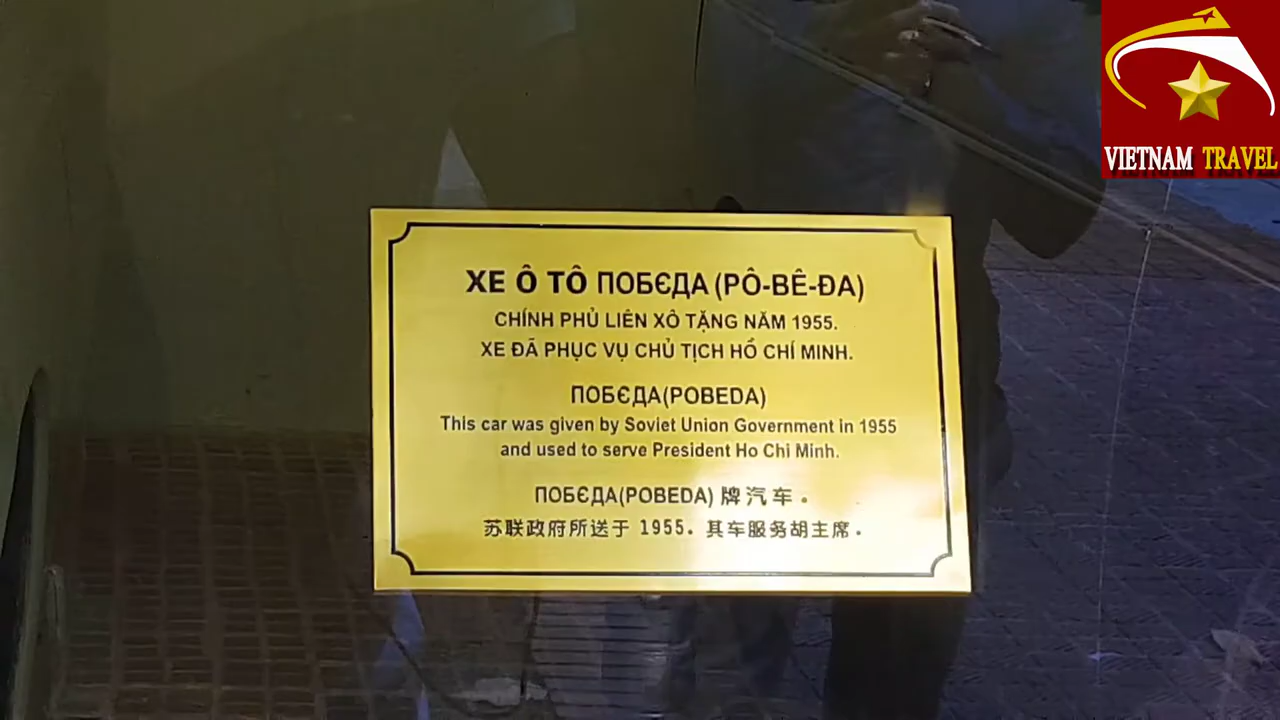 VIETNAM TRAVEL
XE Ô TÔ ПОБЄДА (PÔ-BÊ-ĐA)
CHÍNH PHỦ LIÊN XÔ TẶNG NĂM 1955.
XE ĐÃ PHỤC VỤ CHỦ TỊCH HỒ CHÍ MINH.
ПОБЄДА(POBEDA)
This car was given by Soviet Union Government in 1955
and used to serve President Ho Chi Minh.
ПОБЄДА(POBEDA) 牌汽车。
苏联政府所送于 1955。其车服务胡主席。